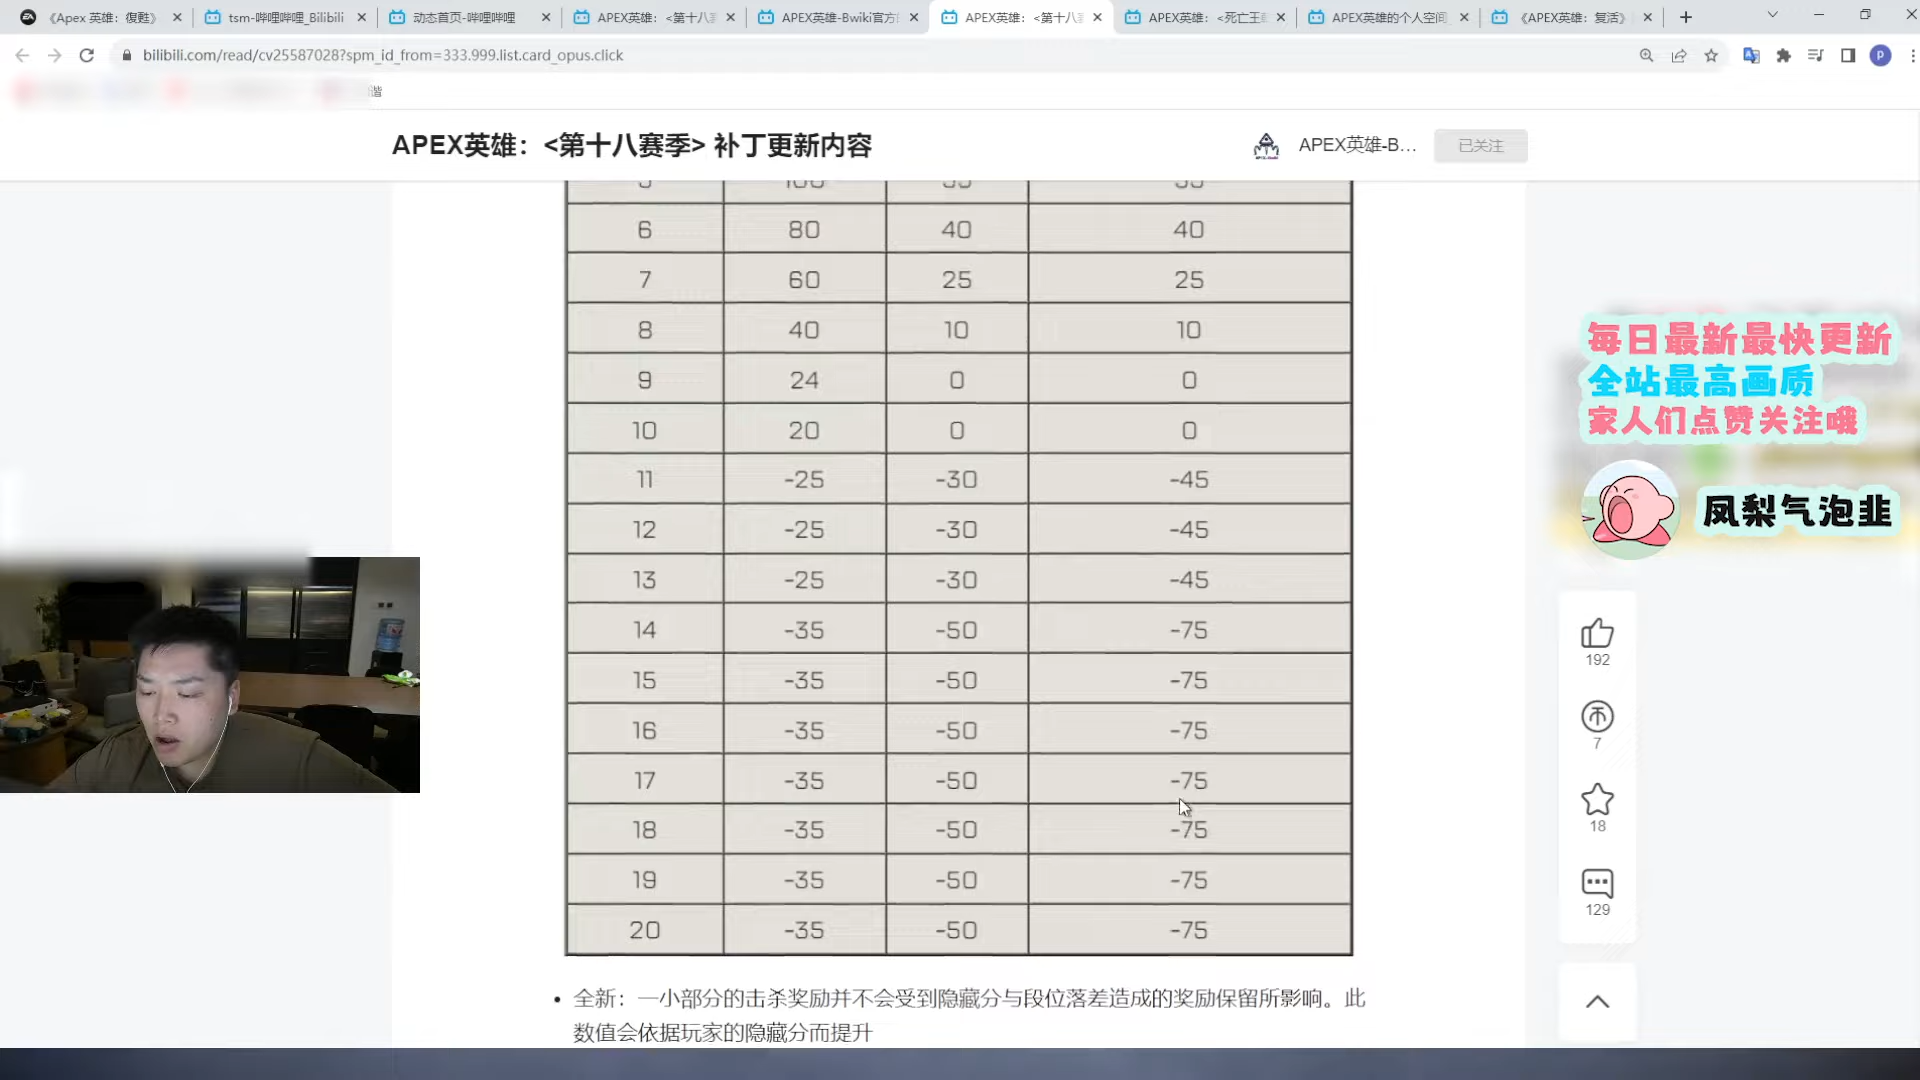 《Apex 英雄：復甦》
tsm-哔哩哔哩_Bilibili
动态首页-哔哩哔哩
APEX英雄：<第十八赛
APEX英雄-Bwiki官方
APEX英雄：<第十八赛
APEX英雄：<死亡王
APEX英雄的个人空间
《APEX英雄：复活》
bilibili.com/read/cv25587028?spm_id_from=333.999.list.card_opus.click
P
APEX英雄：<第十八赛季> 补丁更新内容
APEX英雄-B...
已关注
6 80 40 40
7 60 25 25
8 40 10 10
9 24 0 0
10 20 0 0
11 -25 -30 -45
12 -25 -30 -45
13 -25 -30 -45
14 -35 -50 -75
15 -35 -50 -75
16 -35 -50 -75
17 -35 -50 -75
18 -35 -50 -75
19 -35 -50 -75
20 -35 -50 -75
• 全新：一小部分的击杀奖励并不会受到隐藏分与段位落差造成的奖励保留所影响。此
数值会依据玩家的隐藏分而提升
每日最新最快更新
全站最高画质
家人们点赞关注哦
凤梨气泡韭
192
7
18
129